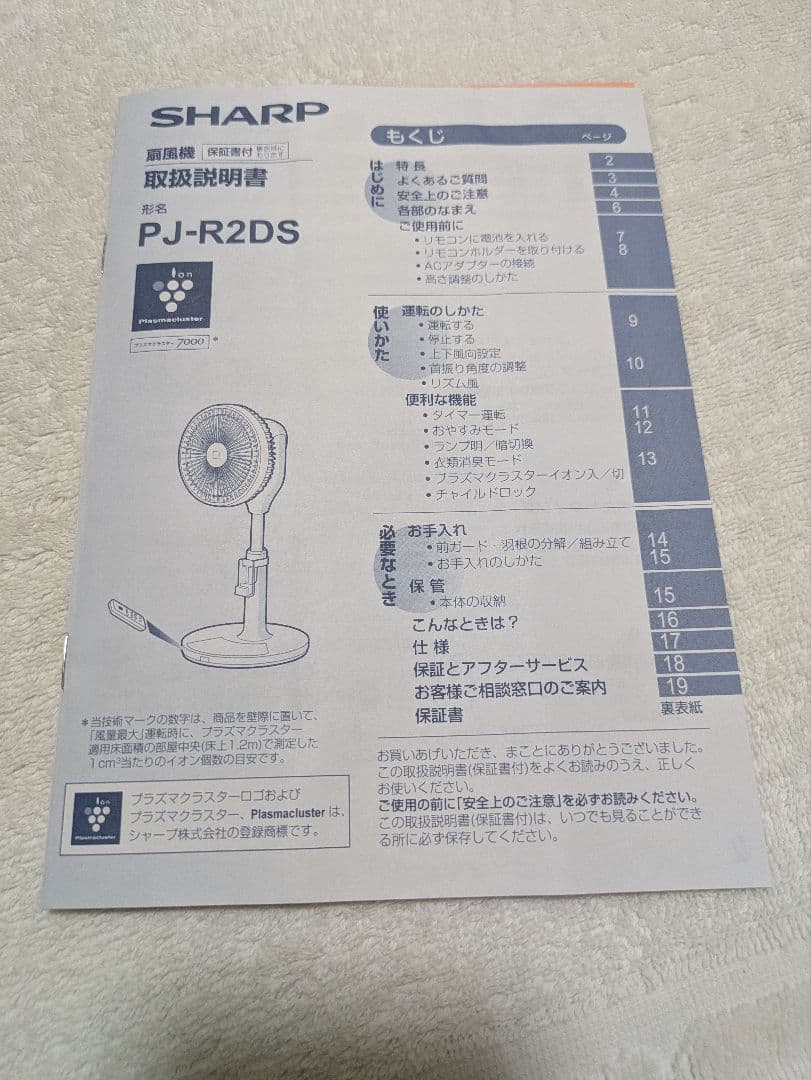 SHARP
扇風機 保証書付 裏表紙に
あります
取扱説明書
形名
PJ-R2DS
Ion
Plasmacluster
プラズマクラスター 7000 *
*当技術マークの数字は、商品を壁際に置いて、
「風量最大」運転時に、プラズマクラスター
適用床面積の部屋中央(床上1.2m)で測定した
1cm³当たりのイオン個数の目安です。
Ion
Plasmacluster
プラズマクラスターロゴおよび
プラズマクラスター、Plasmacluster は、
シャープ株式会社の登録商標です。
もくじ ページ
はじめに
特長 2
よくあるご質問 3
安全上のご注意 4
各部のなまえ 6
ご使用前に
・リモコンに電池を入れる 7
・リモコンホルダーを取り付ける 8
・ACアダプターの接続
・高さ調整のしかた
使いかた
運転のしかた
・運転する 9
・停止する
・上下風向設定
・首振り角度の調整 10
・リズム風
便利な機能
・タイマー運転 11
・おやすみモード 12
・ランプ明/暗切換
・衣類消臭モード 13
・プラズマクラスターイオン入/切
・チャイルドロック
必要なとき
お手入れ
・前ガード・羽根の分解/組み立て 14
・お手入れのしかた 15
保管
・本体の収納 15
こんなときは? 16
仕様 17
保証とアフターサービス 18
お客様ご相談窓口のご案内 19
保証書 裏表紙
お買いあげいただき、まことにありがとうございました。
この取扱説明書(保証書付)をよくお読みのうえ、正しく
お使いください。
ご使用の前に「安全上のご注意」を必ずお読みください。
この取扱説明書(保証書付)は、いつでも見ることができ
る所に必ず保存してください。